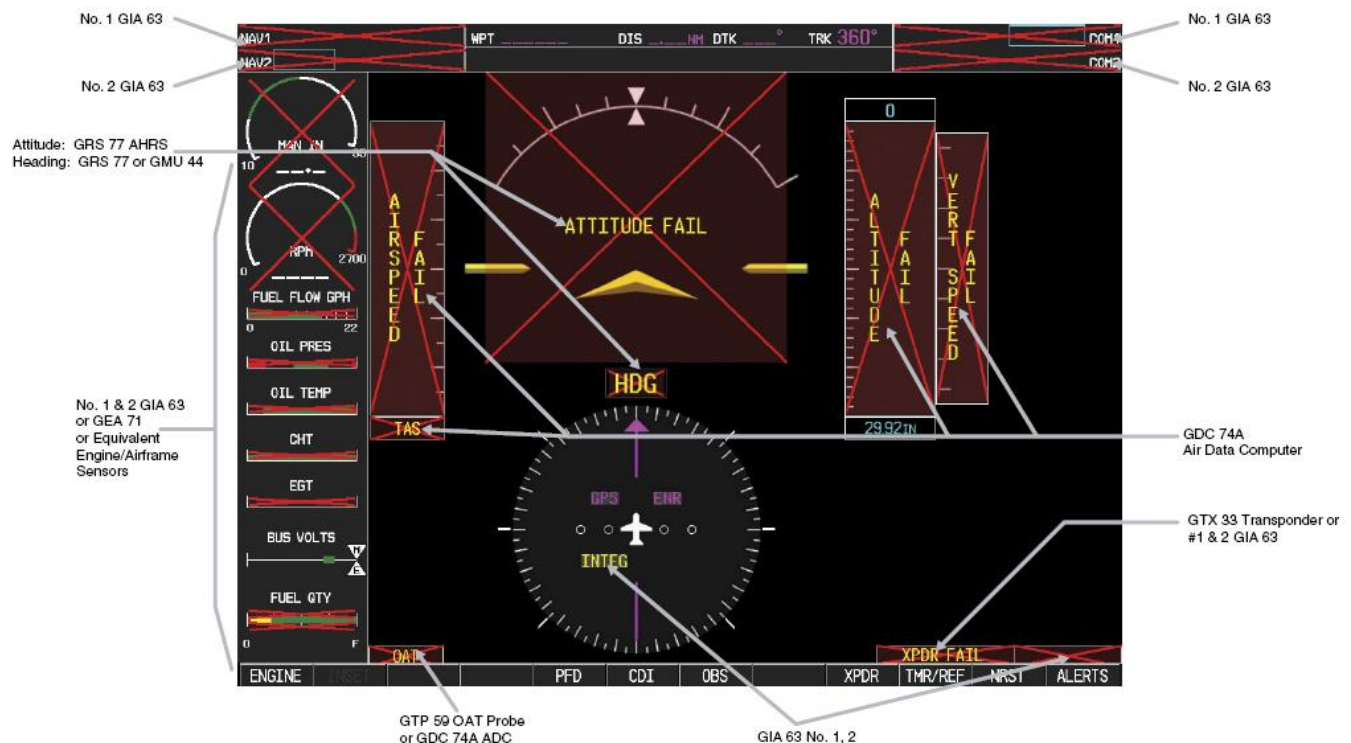 No. 1 GIA 63
No. 1 GIA 63
NAV1
WPT ______ DIS __.__NM DTK ___° TRK 360°
COM1
NAV2
COM2
No. 2 GIA 63
No. 2 GIA 63
Attitude: GRS 77 AHRS
Heading: GRS 77 or GMU 44
MAN IN
10
RPM
0 2700
FUEL FLOW GPH
0 22
OIL PRES
OIL TEMP
CHT
EGT
BUS VOLTS
M
E
FUEL QTY
0 F
No. 1 & 2 GIA 63
or GEA 71
or Equivalent
Engine/Airframe
Sensors
AIRSPEED
FAIL
TAS
ATTITUDE FAIL
HDG
0
ALTITUDE
FAIL
VERT SPEED
FAIL
29.92IN
GPS ENR
INTEG
GDC 74A
Air Data Computer
GTX 33 Transponder or
#1 & 2 GIA 63
OAT
XPDR FAIL
ENGINE INSET PFD CDI OBS XPDR TMR/REF NRST ALERTS
GTP 59 OAT Probe
or GDC 74A ADC
GIA 63 No. 1, 2